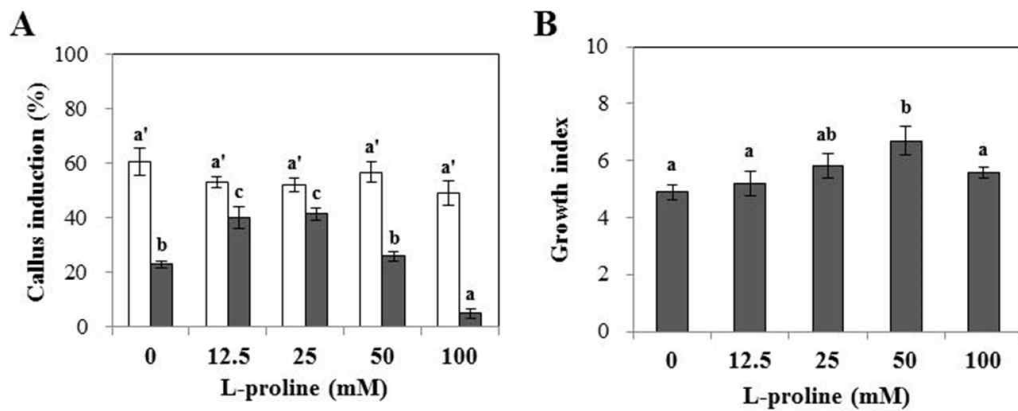 A
Callus induction (%)
100
80
60
40
20
0
a' a' a' a' a'
b c c b a
0 12.5 25 50 100
L-proline (mM)
B
Growth index
10
8
6
4
2
0
a a ab b a
0 12.5 25 50 100
L-proline (mM)